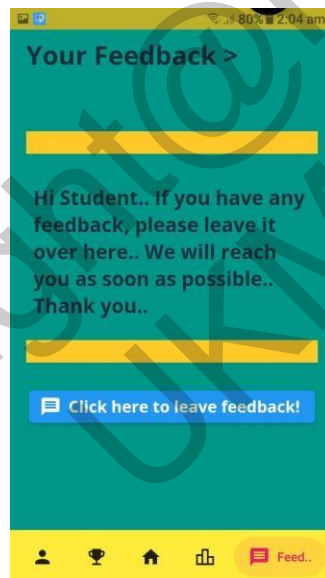 80% 2:04 am
Your Feedback >
Hi Student.. If you have any
feedback, please leave it
over here.. We will reach
you as soon as possible..
Thank you..
Click here to leave feedback!
Feed..